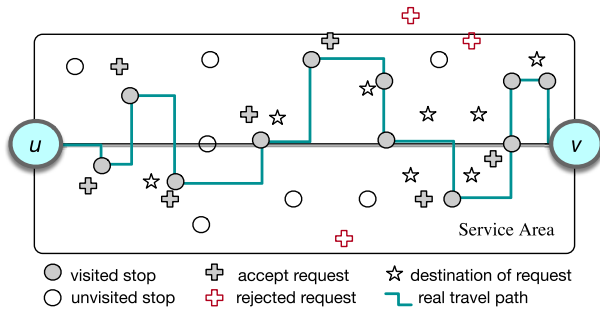 u
v
Service Area
visited stop
accept request
destination of request
unvisited stop
rejected request
real travel path